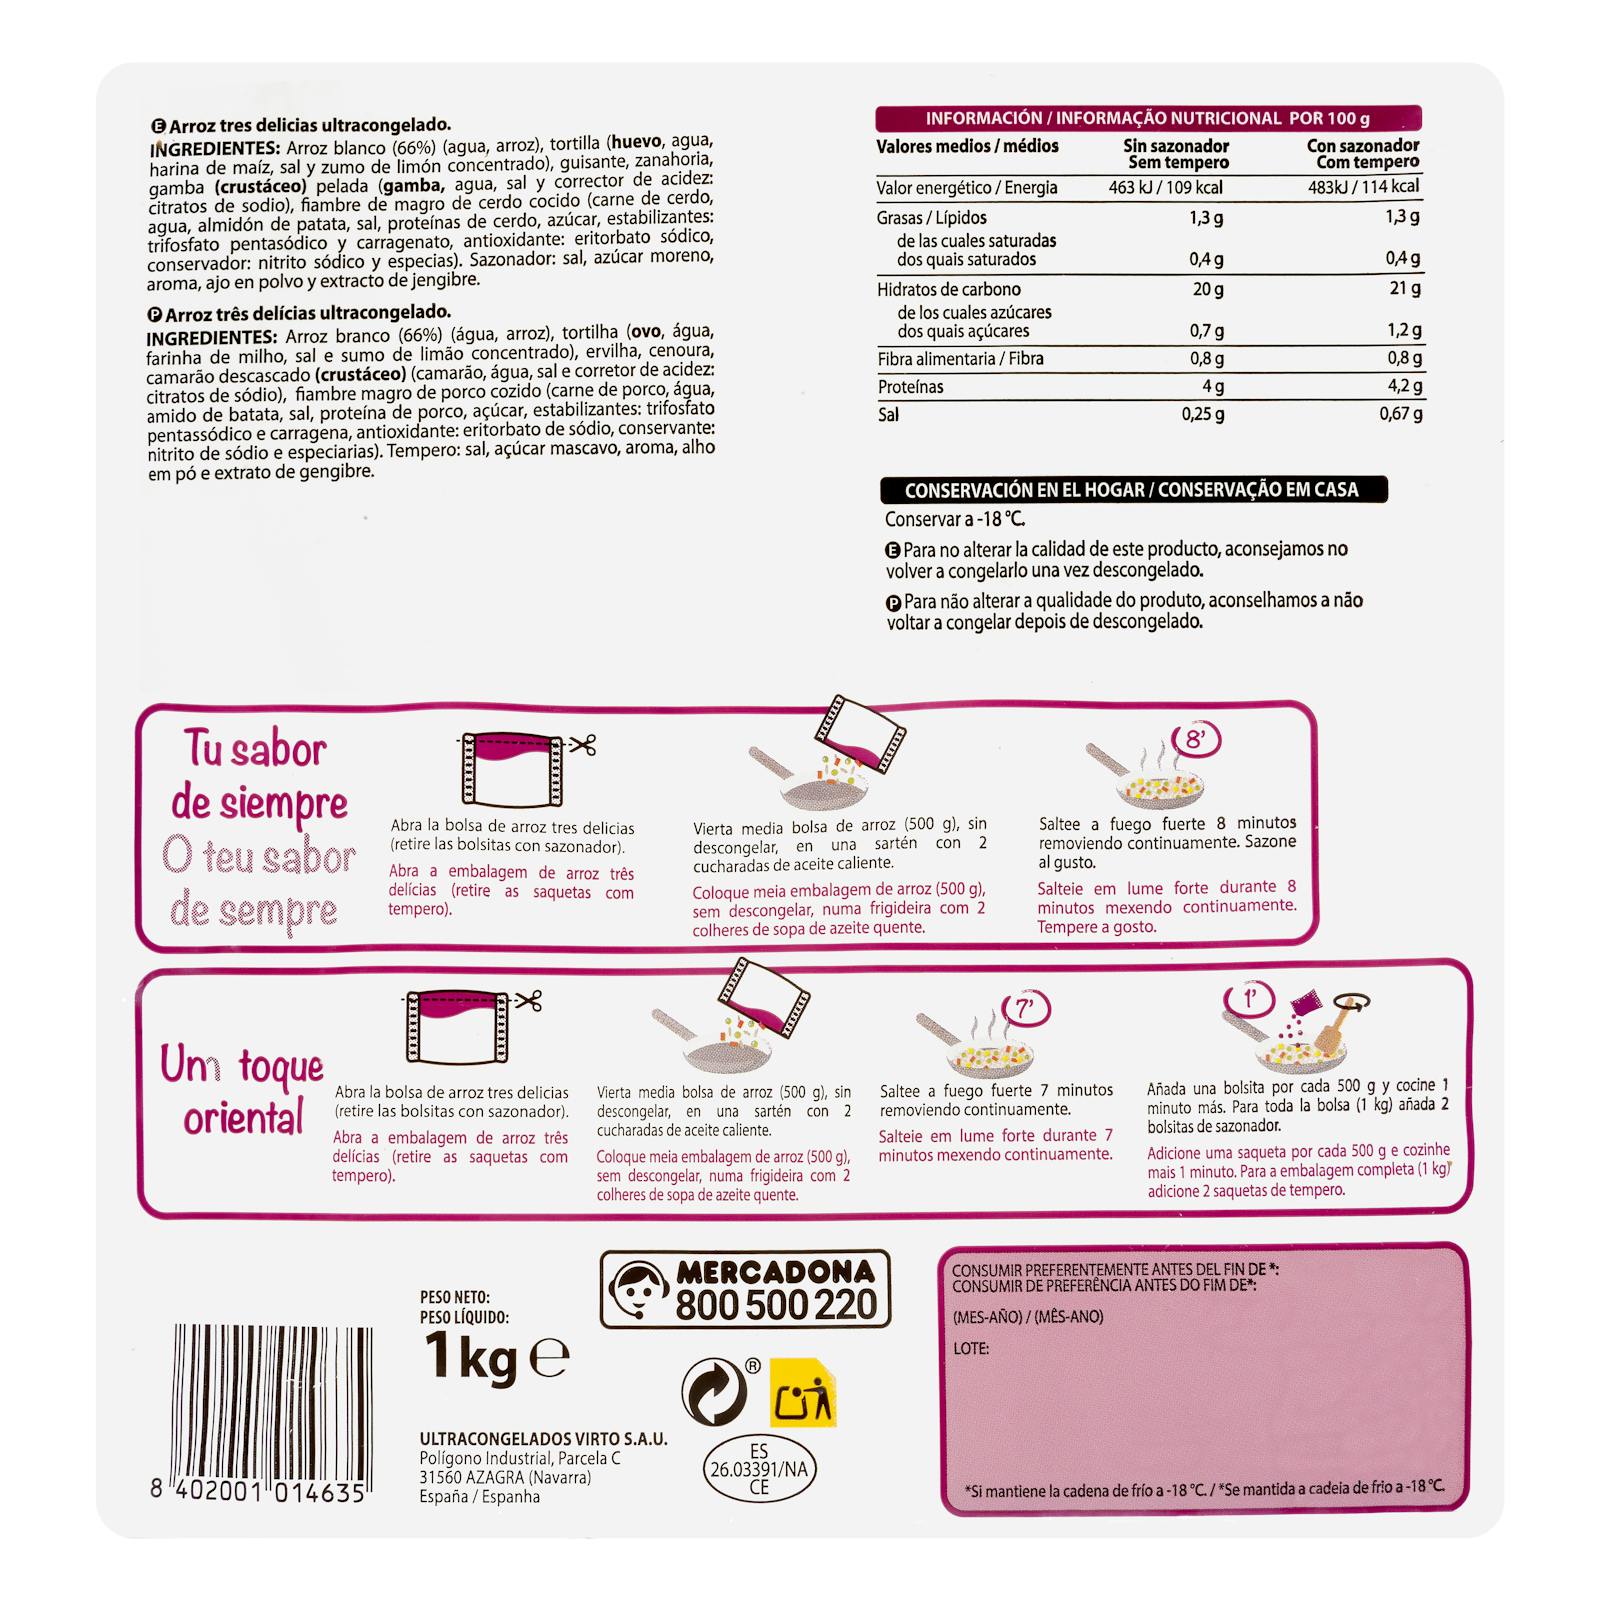 E Arroz tres delicias ultracongelado.
INGREDIENTES: Arroz blanco (66%) (agua, arroz), tortilla (huevo, agua,
harina de maíz, sal y zumo de limón concentrado), guisante, zanahoria,
gamba (crustáceo) pelada (gamba, agua, sal y corrector de acidez:
citratos de sodio), fiambre de magro de cerdo cocido (carne de cerdo,
agua, almidón de patata, sal, proteínas de cerdo, azúcar, estabilizantes:
trifosfato pentasódico y carragenato, antioxidante: eritorbato sódico,
conservador: nitrito sódico y especias). Sazonador: sal, azúcar moreno,
aroma, ajo en polvo y extracto de jengibre.
P Arroz três delícias ultracongelado.
INGREDIENTES: Arroz branco (66%) (água, arroz), tortilha (ovo, água,
farinha de milho, sal e sumo de limão concentrado), ervilha, cenoura,
camarão descascado (crustáceo) (camarão, água, sal e corretor de acidez:
citratos de sódio), fiambre magro de porco cozido (carne de porco, água,
amido de batata, sal, proteína de porco, açúcar, estabilizantes: trifosfato
pentassódico e carragena, antioxidante: eritorbato de sódio, conservante:
nitrito de sódio e especiarias). Tempero: sal, açúcar mascavo, aroma, alho
em pó e extrato de gengibre.
INFORMACIÓN / INFORMAÇÃO NUTRICIONAL POR 100 g
Valores medios / médios Sin sazonador Con sazonador
Sem tempero Com tempero
Valor energético / Energia 463 kJ / 109 kcal 483kJ / 114 kcal
Grasas / Lípidos 1,3 g 1,3 g
de las cuales saturadas
dos quais saturados 0,4 g 0,4 g
Hidratos de carbono 20 g 21 g
de los cuales azúcares
dos quais açúcares 0,7 g 1,2 g
Fibra alimentaria / Fibra 0,8 g 0,8 g
Proteínas 4 g 4,2 g
Sal 0,25 g 0,67 g
CONSERVACIÓN EN EL HOGAR / CONSERVAÇÃO EM CASA
Conservar a -18 °C.
E Para no alterar la calidad de este producto, aconsejamos no
volver a congelarlo una vez descongelado.
P Para não alterar a qualidade do produto, aconselhamos a não
voltar a congelar depois de descongelado.
Tu sabor
de siempre
O teu sabor
de sempre
Abra la bolsa de arroz tres delicias
(retire las bolsitas con sazonador).
Abra a embalagem de arroz três
delícias (retire as saquetas com
tempero).
Vierta media bolsa de arroz (500 g), sin
descongelar, en una sartén con 2
cucharadas de aceite caliente.
Coloque meia embalagem de arroz (500 g),
sem descongelar, numa frigideira com 2
colheres de sopa de azeite quente.
8'
Saltee a fuego fuerte 8 minutos
removiendo continuamente. Sazone
al gusto.
Salteie em lume forte durante 8
minutos mexendo continuamente.
Tempere a gosto.
Um toque
oriental
Abra la bolsa de arroz tres delicias
(retire las bolsitas con sazonador).
Abra a embalagem de arroz três
delícias (retire as saquetas com
tempero).
Vierta media bolsa de arroz (500 g), sin
descongelar, en una sartén con 2
cucharadas de aceite caliente.
Coloque meia embalagem de arroz (500 g),
sem descongelar, numa frigideira com 2
colheres de sopa de azeite quente.
7'
Saltee a fuego fuerte 7 minutos
removiendo continuamente.
Salteie em lume forte durante 7
minutos mexendo continuamente.
1'
Añada una bolsita por cada 500 g y cocine 1
minuto más. Para toda la bolsa (1 kg) añada 2
bolsitas de sazonador.
Adicione uma saqueta por cada 500 g e cozinhe
mais 1 minuto. Para a embalagem completa (1 kg)
adicione 2 saquetas de tempero.
8 402001 014635
PESO NETO:
PESO LÍQUIDO:
1 kg e
ULTRACONGELADOS VIRTO S.A.U.
Polígono Industrial, Parcela C
31560 AZAGRA (Navarra)
España / Espanha
MERCADONA
800 500 220
®
ES
26.03391/NA
CE
CONSUMIR PREFERENTEMENTE ANTES DEL FIN DE *:
CONSUMIR DE PREFERÊNCIA ANTES DO FIM DE*:
(MES-AÑO) / (MÊS-ANO)
LOTE:
*Si mantiene la cadena de frío a -18 °C. / *Se mantida a cadeia de frio a -18 °C.